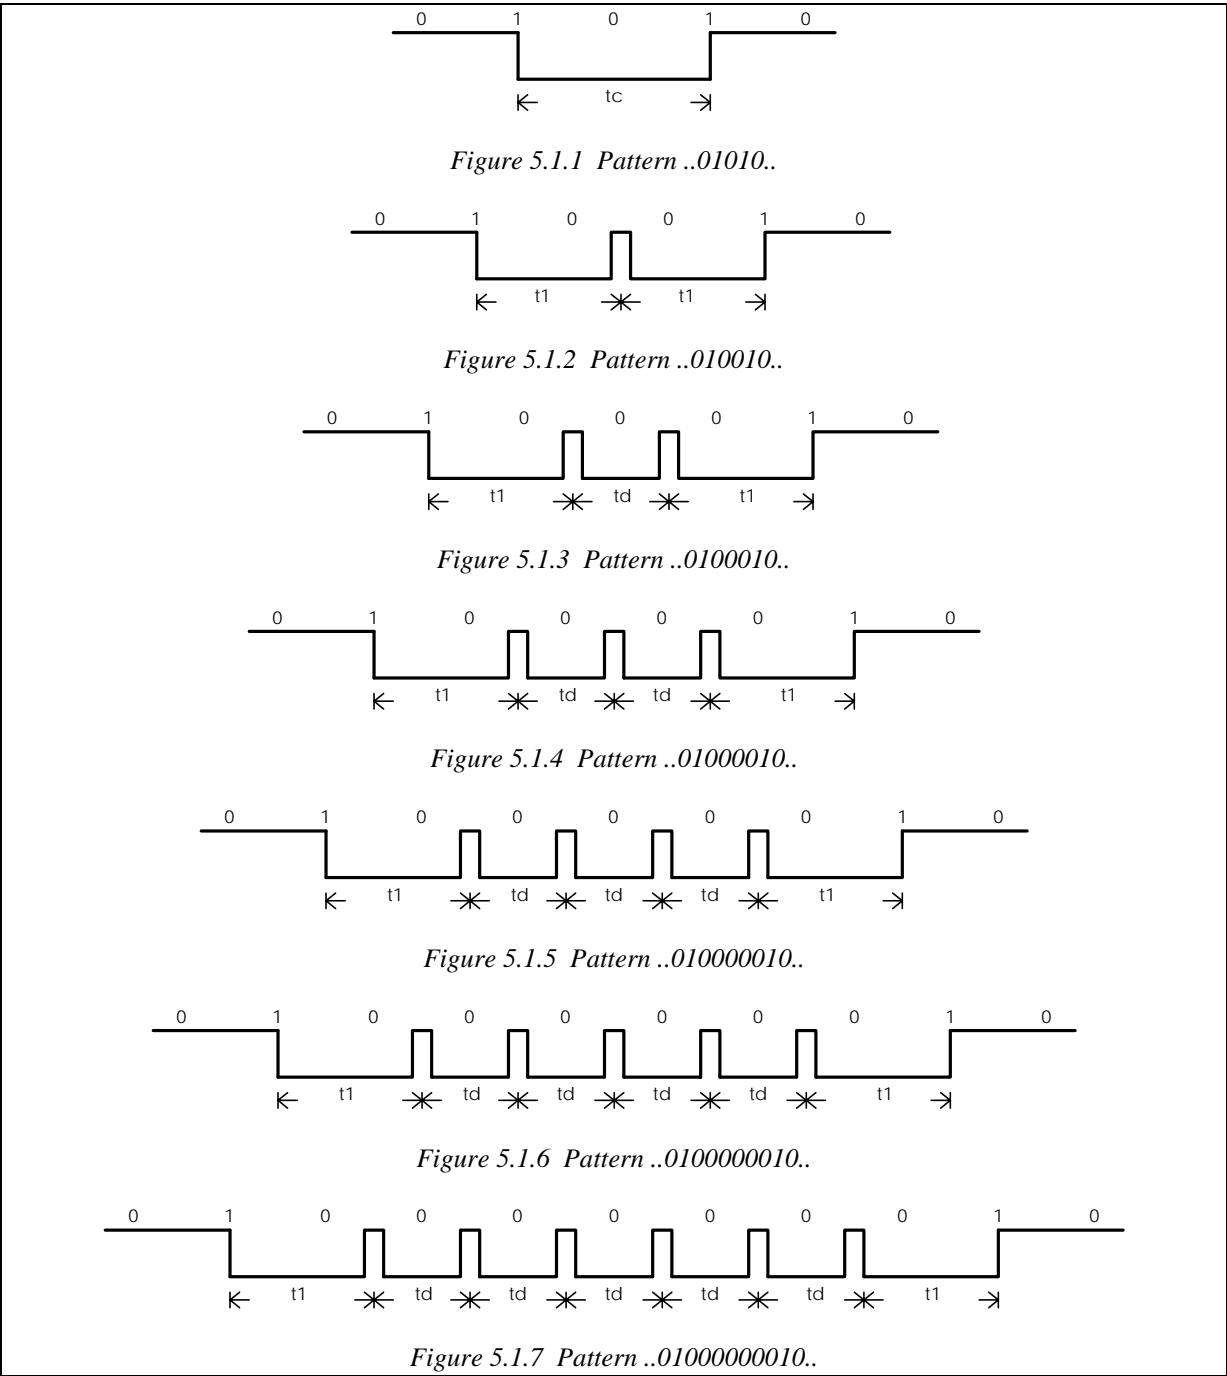 0 1 0 1 0
tc
Figure 5.1.1 Pattern ..01010..
0 1 0 0 1 0
t1 t1
Figure 5.1.2 Pattern ..010010..
0 1 0 0 0 1 0
t1 td t1
Figure 5.1.3 Pattern ..0100010..
0 1 0 0 0 0 1 0
t1 td td t1
Figure 5.1.4 Pattern ..01000010..
0 1 0 0 0 0 0 1 0
t1 td td td t1
Figure 5.1.5 Pattern ..010000010..
0 1 0 0 0 0 0 0 1 0
t1 td td td td t1
Figure 5.1.6 Pattern ..0100000010..
0 1 0 0 0 0 0 0 0 1 0
t1 td td td td td t1
Figure 5.1.7 Pattern ..01000000010..